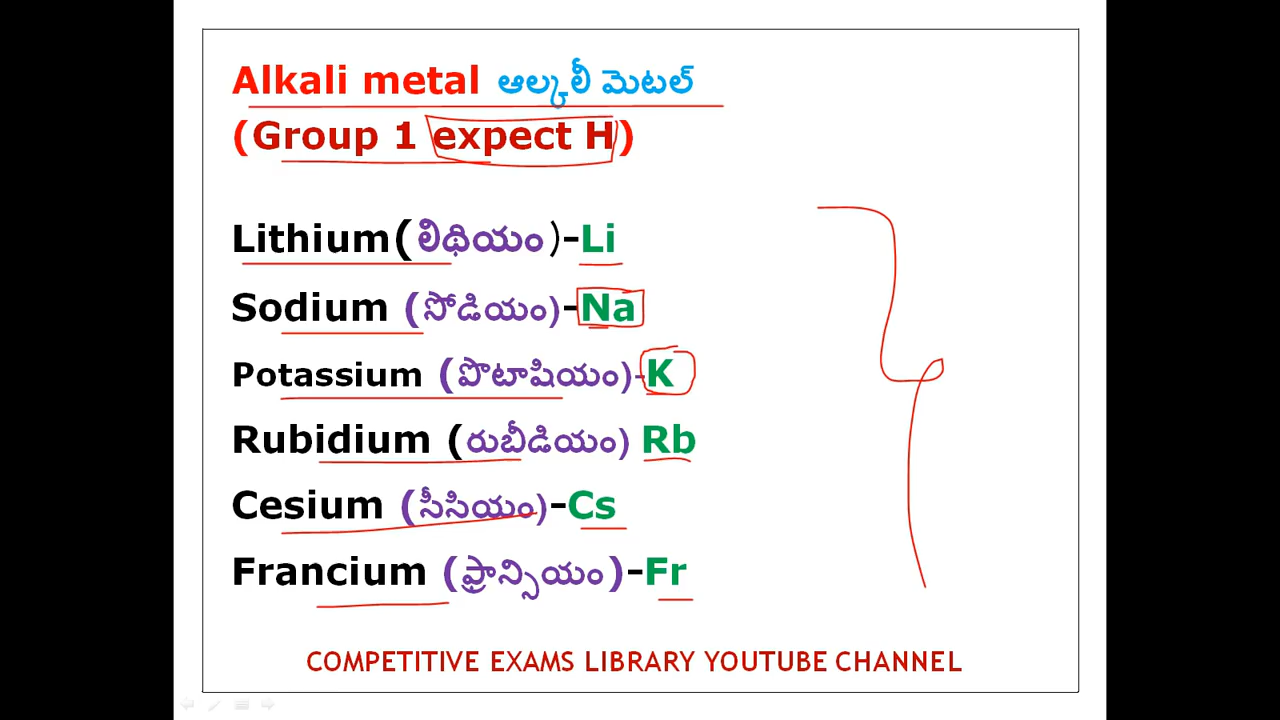 Alkali metal ఆల్కలీ మెటల్
(Group 1 expect H)
Lithium(లిథియం)-Li
Sodium (సోడియం)-Na
Potassium (పొటాషియం)-K
Rubidium (రుబీడియం) Rb
Cesium (సీసియం)-Cs
Francium (ఫ్రాన్సియం)-Fr
COMPETITIVE EXAMS LIBRARY YOUTUBE CHANNEL